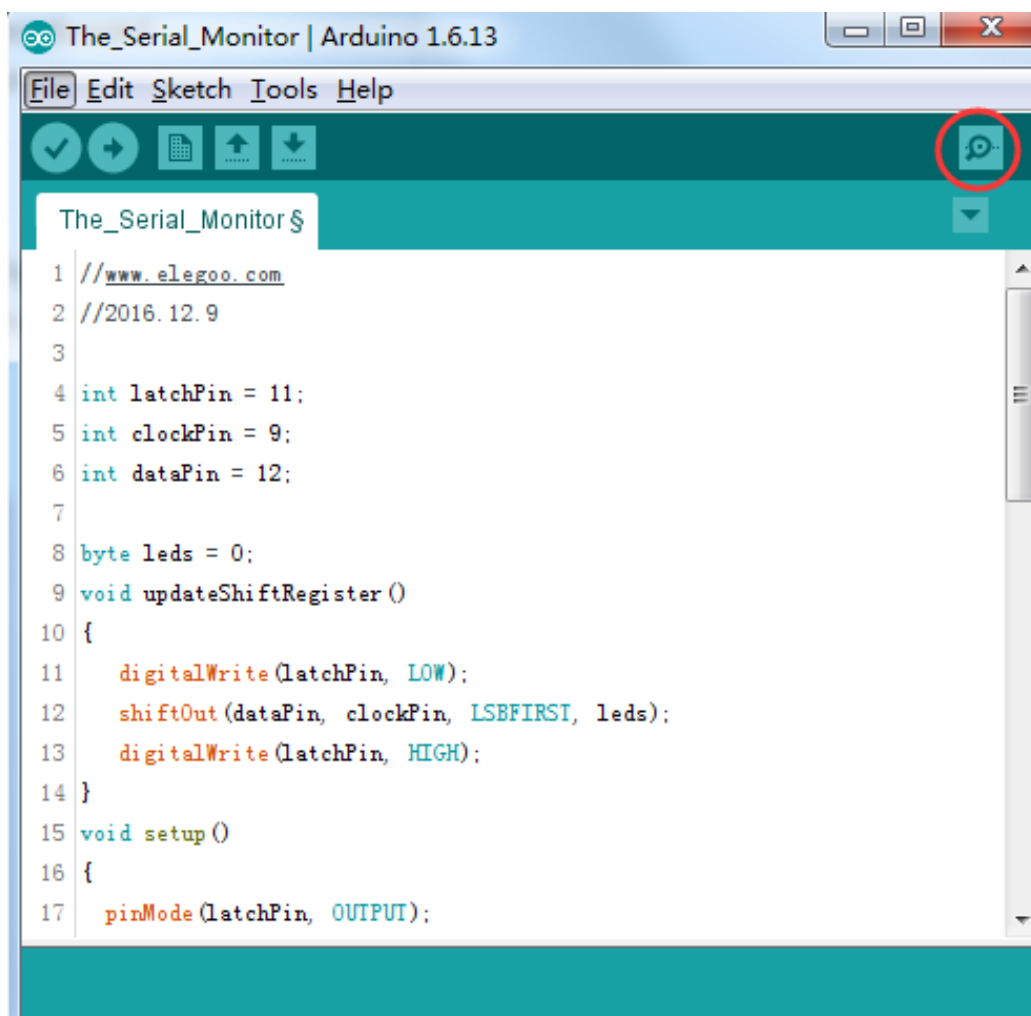 The_Serial_Monitor | Arduino 1.6.13
File Edit Sketch Tools Help
The_Serial_Monitor §
1 //www.elegoo.com
2 //2016.12.9
3
4 int latchPin = 11;
5 int clockPin = 9;
6 int dataPin = 12;
7
8 byte leds = 0;
9 void updateShiftRegister()
10 {
11 digitalWrite(latchPin, LOW);
12 shiftOut(dataPin, clockPin, LSBFIRST, leds);
13 digitalWrite(latchPin, HIGH);
14 }
15 void setup()
16 {
17 pinMode(latchPin, OUTPUT);